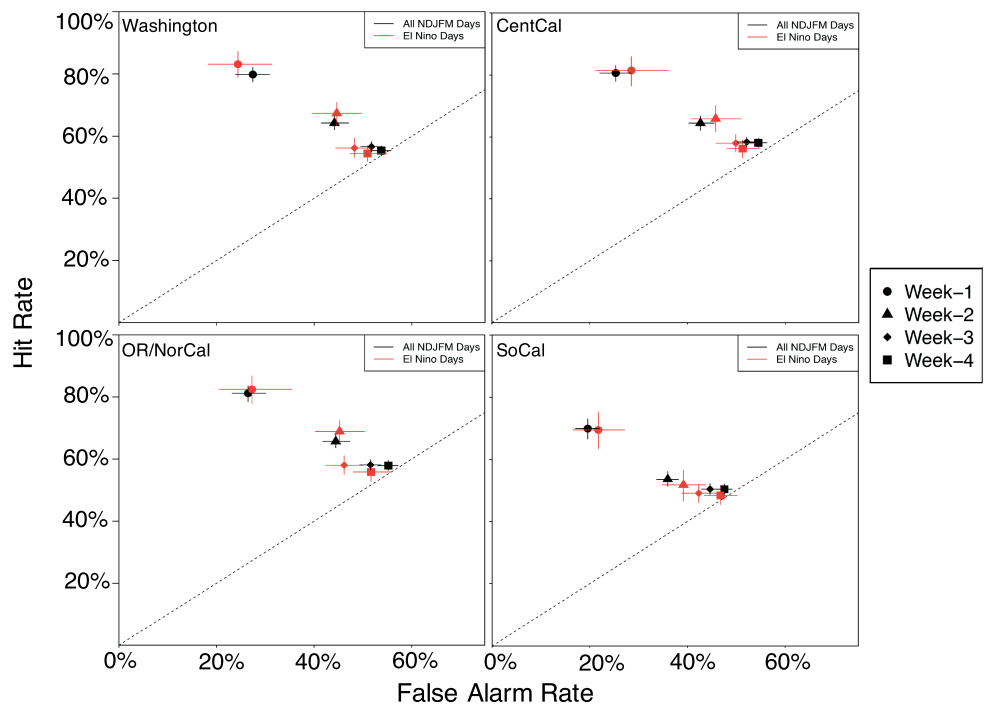 Washington
All NDJFM Days
El Nino Days
CentCal
All NDJFM Days
El Nino Days
100%
80%
60%
40%
20%
OR/NorCal
All NDJFM Days
El Nino Days
SoCal
All NDJFM Days
El Nino Days
100%
80%
60%
40%
20%
0%
20%
40%
60%
0%
20%
40%
60%
Hit Rate
False Alarm Rate
Week-1
Week-2
Week-3
Week-4